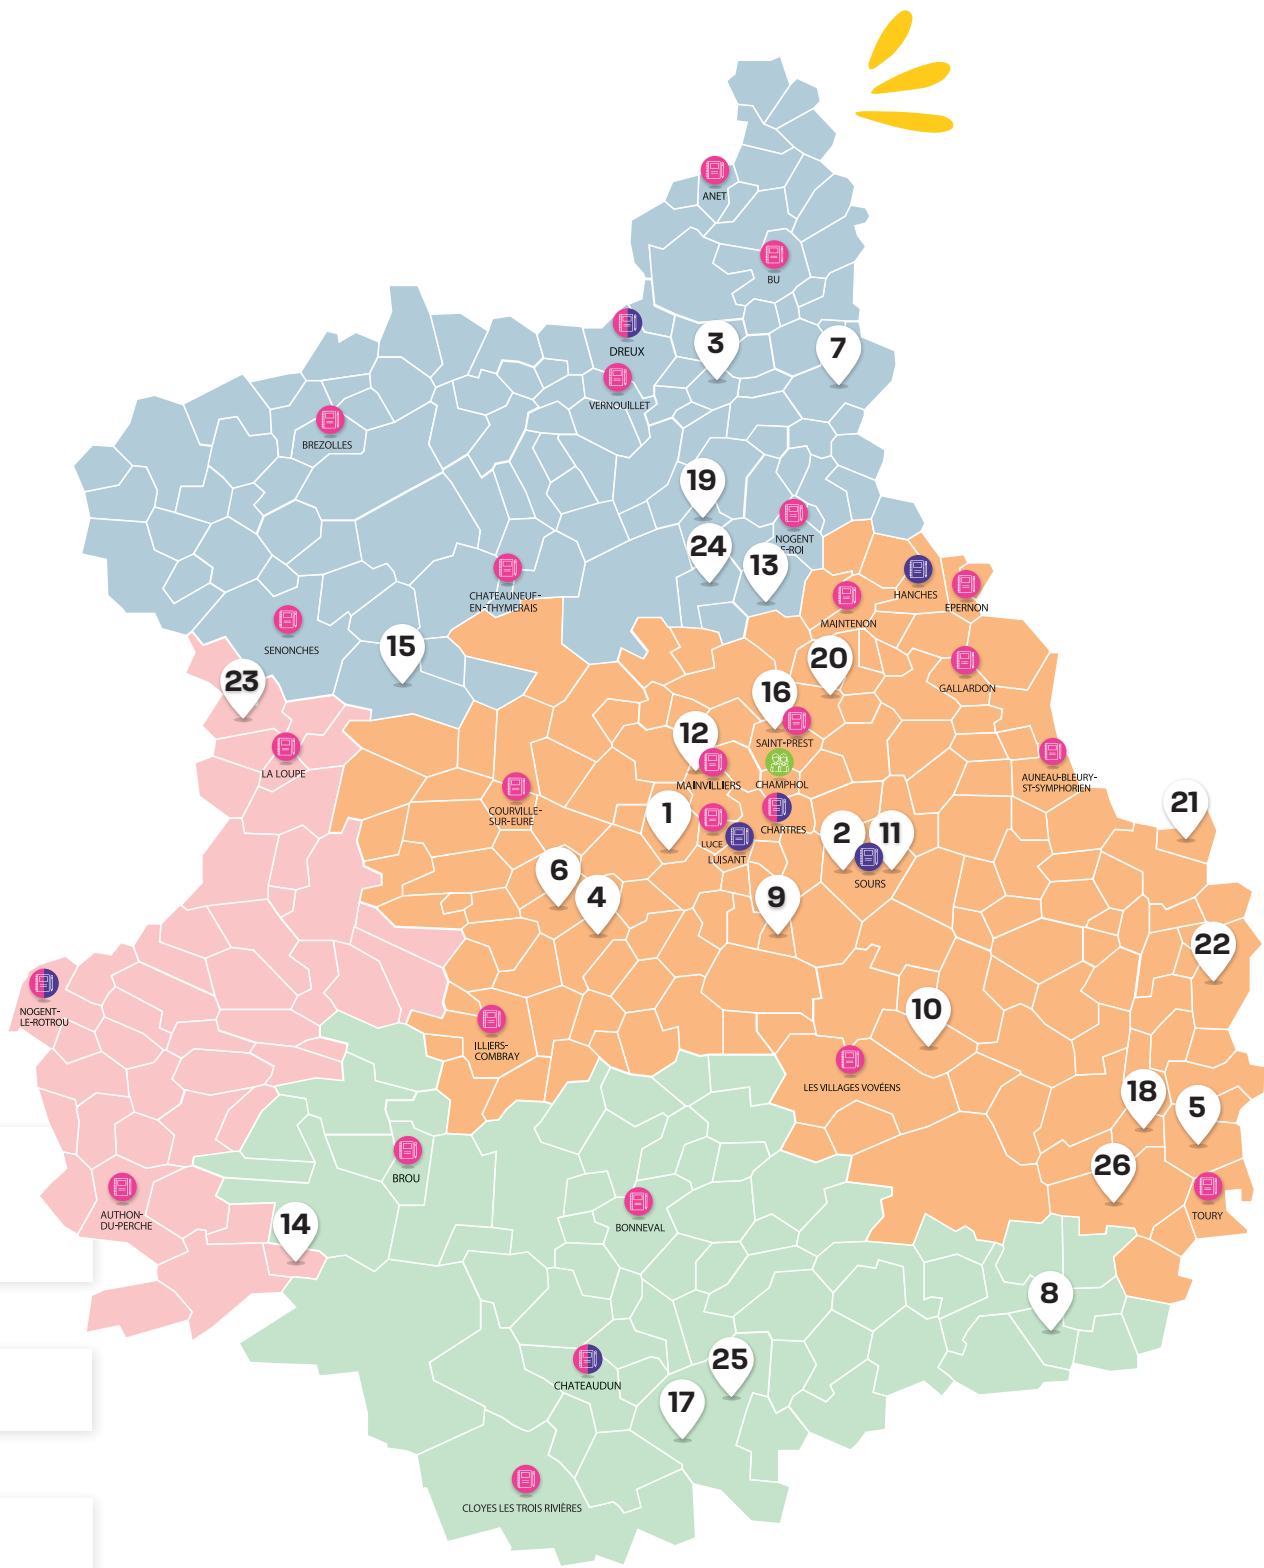 ANET
BU
DREUX
3
7
VERNOUILLET
BREZOLLES
19
NOGENT
E-ROI
24
13
CHATEAUNEUF-
EN-THYMERAIS
HANCHES
EPERNON
MAINTENON
SENONCHES
15
20
23
GALLARDON
16
12
SAINT-PREST
LA LOUPE
MAINVILLIERS
CHAMPHOL
AUNEAU-BLEURY-
ST-SYMPHORIEN
COURVILLE-
SUR-EURE
1
21
CHARTRES
2
11
LUCE
LUISANT
6
SOURS
4
9
22
NOGENT-
LE-ROTROU
10
ILLIERS-
COMBRAY
LES VILLAGES VOVÉENS
18
5
26
BROU
AUTHON-
DU-PERCHE
14
BONNEVAL
TOURY
8
25
CHATEAUDUN
17
CLOYES LES TROIS RIVIÈRES